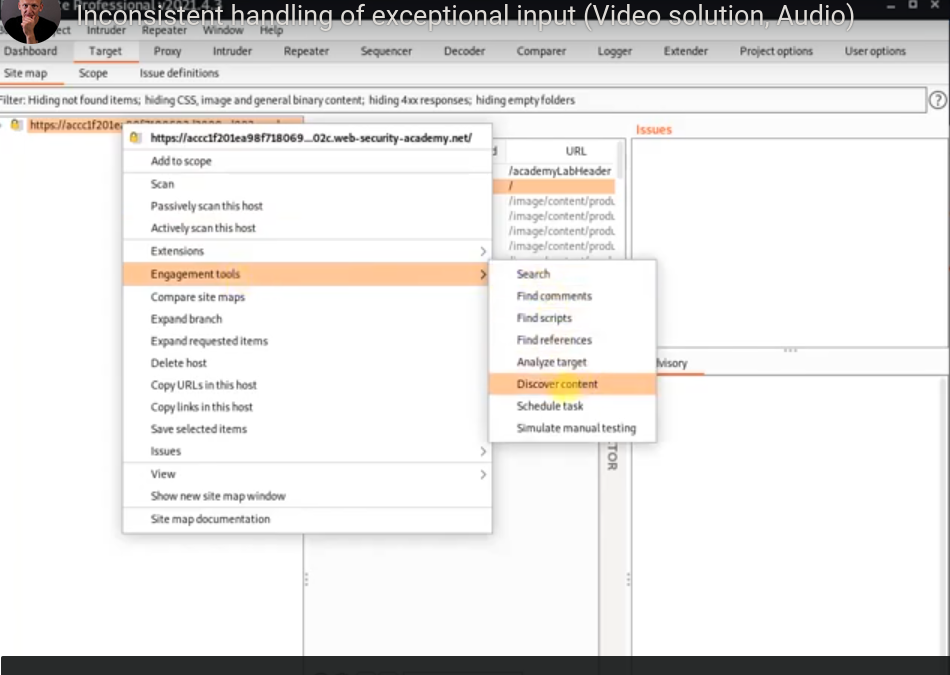 Inconsistent handling of exceptional input (Video solution, Audio)
Professional v2021.4.3
Intruder Repeater Window Help
Dashboard Target Proxy Intruder Repeater Sequencer Decoder Comparer Logger Extender Project options User options
Site map Scope Issue definitions
Filter: Hiding not found items; hiding CSS, image and general binary content; hiding 4xx responses; hiding empty folders
?
https://accc1f201ea
https://accc1f201ea98f718069....02c.web-security-academy.net/
Add to scope
Scan
Passively scan this host
Actively scan this host
Extensions
Engagement tools
Compare site maps
Expand branch
Expand requested items
Delete host
Copy URLs in this host
Copy links in this host
Save selected items
Issues
View
Show new site map window
Site map documentation
URL
/academyLabHeader
/
/image/content/produ
/image/content/produ
/image/content/produ
/image/content/produ
Search
Find comments
Find scripts
Find references
Analyze target
Discover content
Schedule task
Simulate manual testing
Issues
visory
TOR